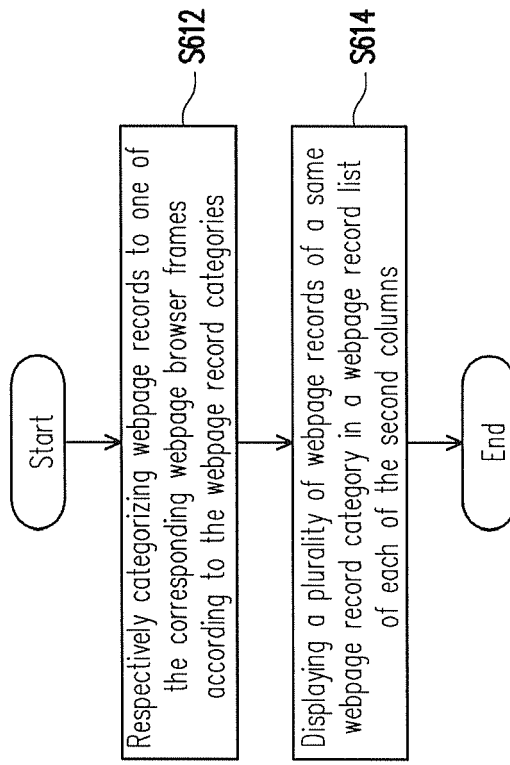 Start
Respectively categorizing webpage records to one of
the corresponding webpage browser frames
according to the webpage record categories
S612
Displaying a plurality of webpage records of a same
webpage record category in a webpage record list
of each of the second columns
S614
End